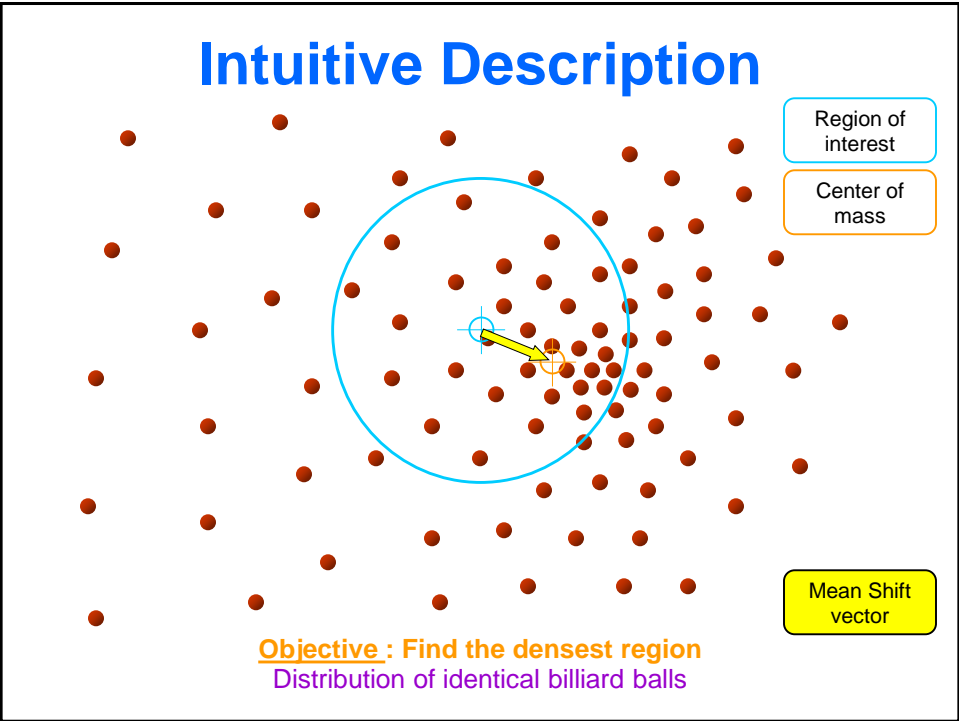 Intuitive Description
Region of
interest
Center of
mass
Mean Shift
vector
Objective : Find the densest region
Distribution of identical billiard balls